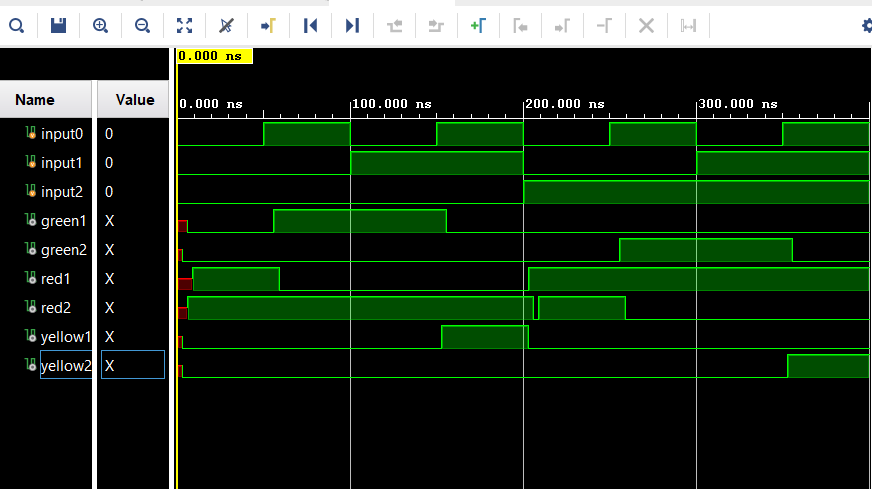 0.000 ns
Name Value 0.000 ns 100.000 ns 200.000 ns 300.000 ns
input0 0
input1 0
input2 0
green1 X
green2 X
red1 X
red2 X
yellow1 X
yellow2 X